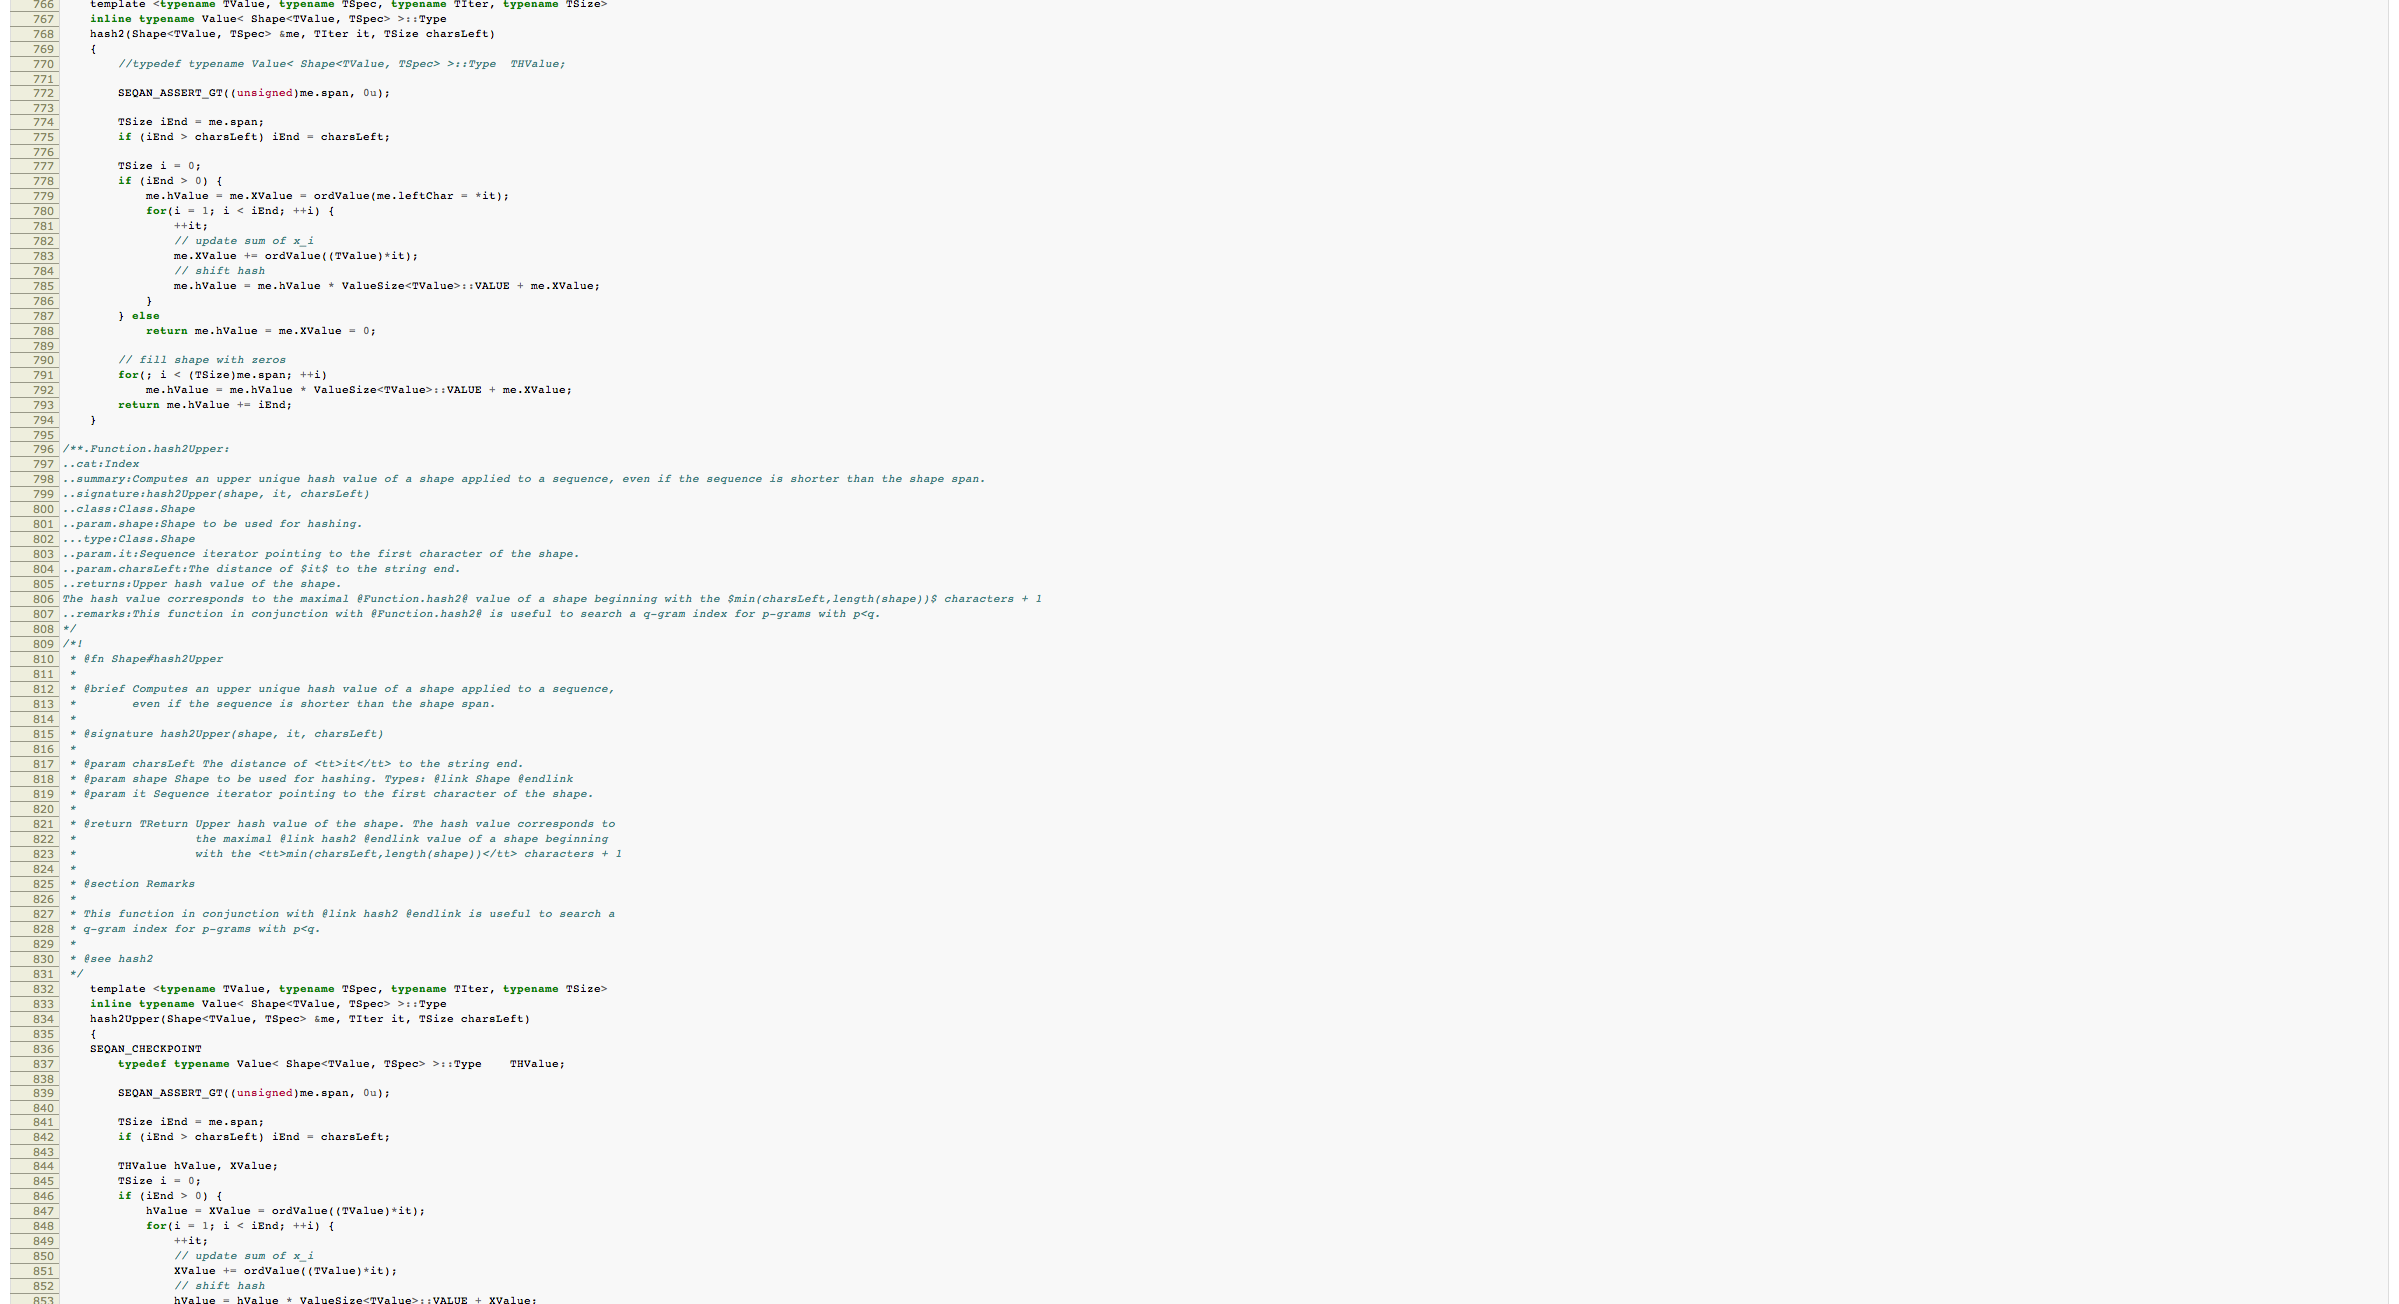 766 template <typename TValue, typename TSpec, typename TIter, typename TSize>
767 inline typename Value< Shape<TValue, TSpec> >::Type
768 hash2(Shape<TValue, TSpec> &me, TIter it, TSize charsLeft)
769 {
770 //typedef typename Value< Shape<TValue, TSpec> >::Type  THValue;
771
772 SEQAN_ASSERT_GT((unsigned)me.span, 0u);
773
774 TSize iEnd = me.span;
775 if (iEnd > charsLeft) iEnd = charsLeft;
776
777 TSize i = 0;
778 if (iEnd > 0) {
779 me.hValue = me.XValue = ordValue(me.leftChar = *it);
780 for(i = 1; i < iEnd; ++i) {
781 ++it;
782 // update sum of x_i
783 me.XValue += ordValue((TValue)*it);
784 // shift hash
785 me.hValue = me.hValue * ValueSize<TValue>::VALUE + me.XValue;
786 }
787 } else
788 return me.hValue = me.XValue = 0;
789
790 // fill shape with zeros
791 for(; i < (TSize)me.span; ++i)
792 me.hValue = me.hValue * ValueSize<TValue>::VALUE + me.XValue;
793 return me.hValue += iEnd;
794 }
795
796 /**.Function.hash2Upper:
797 ..cat:Index
798 ..summary:Computes an upper unique hash value of a shape applied to a sequence, even if the sequence is shorter than the shape span.
799 ..signature:hash2Upper(shape, it, charsLeft)
800 ..class:Class.Shape
801 ..param.shape:Shape to be used for hashing.
802 ...type:Class.Shape
803 ..param.it:Sequence iterator pointing to the first character of the shape.
804 ..param.charsLeft:The distance of $it$ to the string end.
805 ..returns:Upper hash value of the shape.
806 The hash value corresponds to the maximal @Function.hash2@ value of a shape beginning with the $min(charsLeft,length(shape))$ characters + 1
807 ..remarks:This function in conjunction with @Function.hash2@ is useful to search a q-gram index for p-grams with p<q.
808 */
809 /*!
810 * @fn Shape#hash2Upper
811 *
812 * @brief Computes an upper unique hash value of a shape applied to a sequence,
813 * even if the sequence is shorter than the shape span.
814 *
815 * @signature hash2Upper(shape, it, charsLeft)
816 *
817 * @param charsLeft The distance of <tt>it</tt> to the string end.
818 * @param shape Shape to be used for hashing. Types: @link Shape @endlink
819 * @param it Sequence iterator pointing to the first character of the shape.
820 *
821 * @return TReturn Upper hash value of the shape. The hash value corresponds to
822 * the maximal @link hash2 @endlink value of a shape beginning
823 * with the <tt>min(charsLeft,length(shape))</tt> characters + 1
824 *
825 * @section Remarks
826 *
827 * This function in conjunction with @link hash2 @endlink is useful to search a
828 * q-gram index for p-grams with p<q.
829 *
830 * @see hash2
831 */
832 template <typename TValue, typename TSpec, typename TIter, typename TSize>
833 inline typename Value< Shape<TValue, TSpec> >::Type
834 hash2Upper(Shape<TValue, TSpec> &me, TIter it, TSize charsLeft)
835 {
836 SEQAN_CHECKPOINT
837 typedef typename Value< Shape<TValue, TSpec> >::Type    THValue;
838
839 SEQAN_ASSERT_GT((unsigned)me.span, 0u);
840
841 TSize iEnd = me.span;
842 if (iEnd > charsLeft) iEnd = charsLeft;
843
844 THValue hValue, XValue;
845 TSize i = 0;
846 if (iEnd > 0) {
847 hValue = XValue = ordValue((TValue)*it);
848 for(i = 1; i < iEnd; ++i) {
849 ++it;
850 // update sum of x_i
851 XValue += ordValue((TValue)*it);
852 // shift hash
853 hValue = hValue * ValueSize<TValue>::VALUE + XValue;